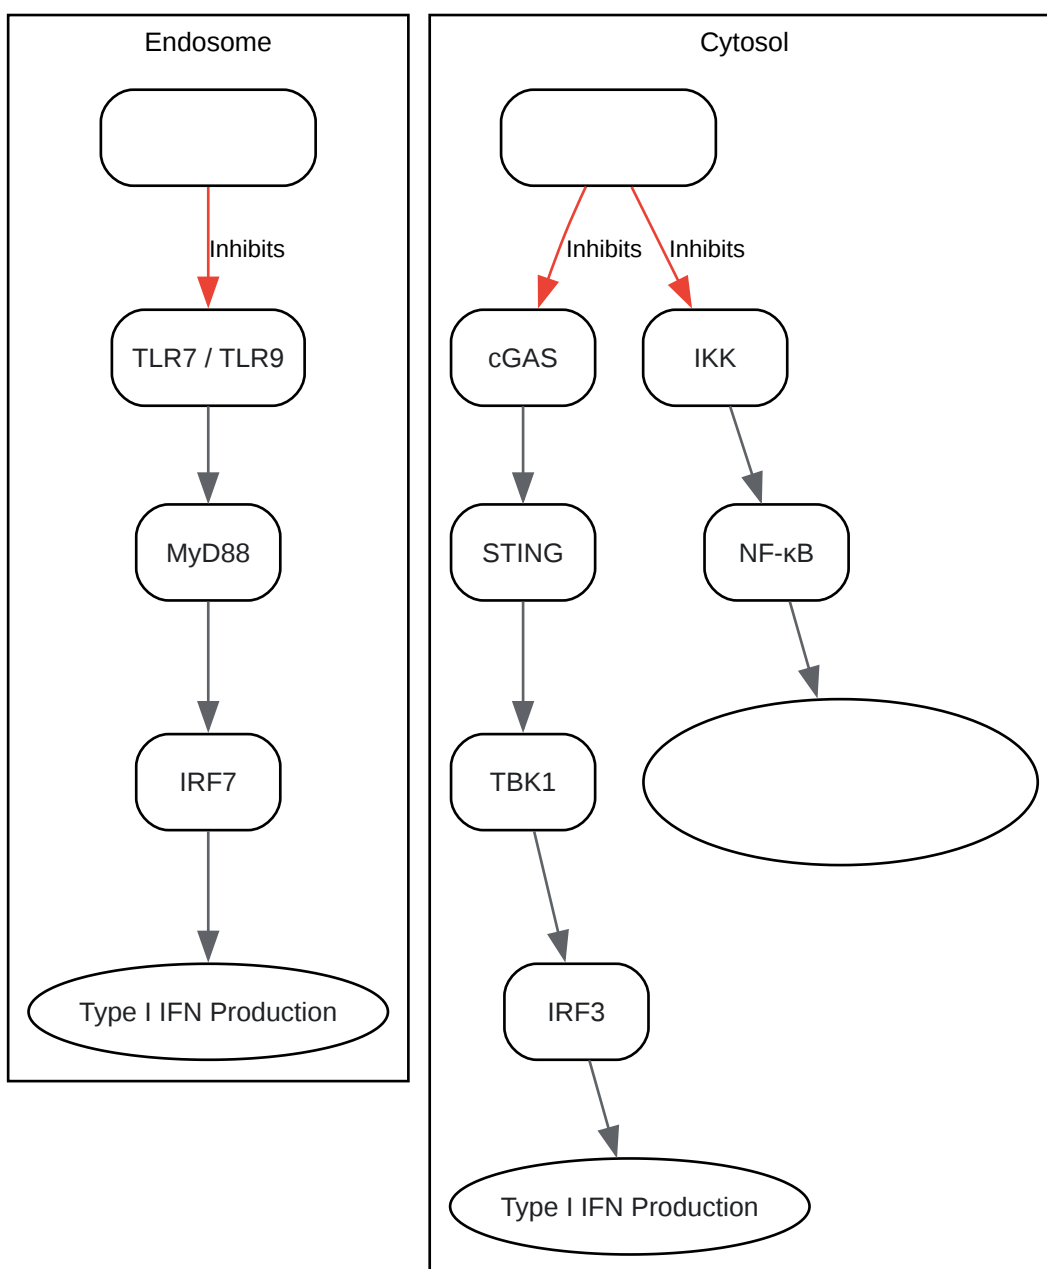 Endosome
Inhibits
TLR7 / TLR9
MyD88
IRF7
Type I IFN Production
Cytosol
Inhibits
Inhibits
cGAS
IKK
STING
NF-κB
TBK1
IRF3
Type I IFN Production